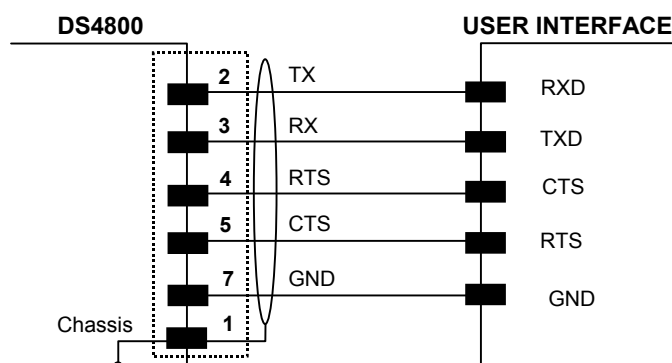 DS4800 USER INTERFACE
2 TX RXD
3 RX TXD
4 RTS CTS
5 CTS RTS
7 GND GND
Chassis 1